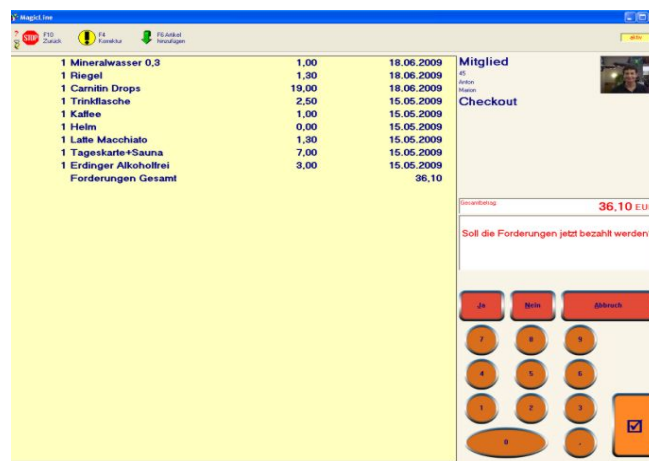 MagicLine
STOP F10 Zurück F4 Korrektur F6 Artikel hinzufügen aktiv
1 Mineralwasser 0,3 1,00 18.06.2009
1 Riegel 1,30 18.06.2009
1 Carnitin Drops 19,00 18.06.2009
1 Trinkflasche 2,50 15.05.2009
1 Kaffee 1,00 15.05.2009
1 Helm 0,00 15.05.2009
1 Latte Macchiato 1,30 15.05.2009
1 Tageskarte+Sauna 7,00 15.05.2009
1 Erdinger Alkoholfrei 3,00 15.05.2009
Forderungen Gesamt 36,10
Mitglied
45
Anton
Marion
Checkout
Gesamtbetrag
36,10 EU
Soll die Forderungen jetzt bezahlt werden
Ja Nein Abbruch
7 8 9
4 5 6
1 2 3
0 .